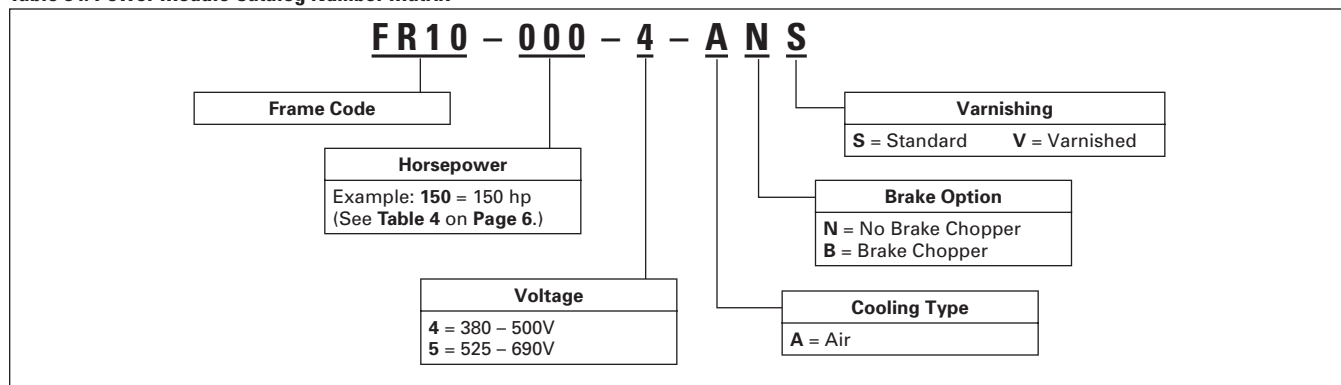 FR10 – 000 – 4 – A N S
Frame Code
Horsepower
Example: 150 = 150 hp
(See Table 4 on Page 6.)
Voltage
4 = 380 – 500V
5 = 525 – 690V
Varnishing
S = Standard V = Varnished
Brake Option
N = No Brake Chopper
B = Brake Chopper
Cooling Type
A = Air